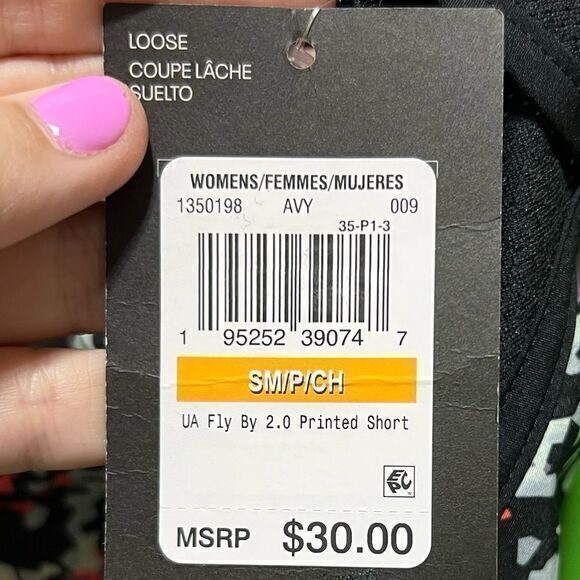 LOOSE
COUPE LÂCHE
SUELTO
WOMENS/FEMMES/MUJERES
1350198 AVY 009
35-P1-3
1 95252 39074 7
SM/P/CH
UA Fly By 2.0 Printed Short
EPC
MSRP $30.00